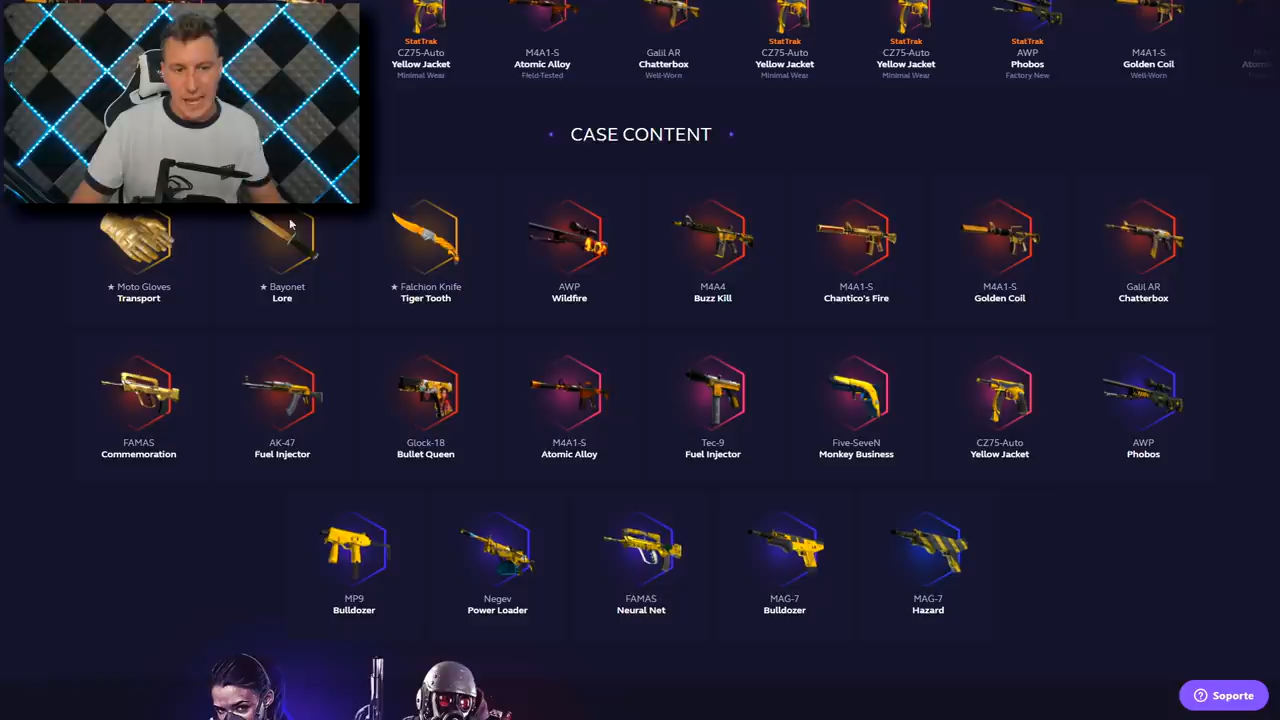 StatTrak
CZ75-Auto
Yellow Jacket
Minimal Wear
M4A1-S
Atomic Alloy
Field-Tested
Galil AR
Chatterbox
Well-Worn
StatTrak
CZ75-Auto
Yellow Jacket
Minimal Wear
StatTrak
CZ75-Auto
Yellow Jacket
Minimal Wear
StatTrak
AWP
Phobos
Factory New
M4A1-S
Golden Coil
Well-Worn
CASE CONTENT
★ Moto Gloves
Transport
★ Bayonet
Lore
★ Falchion Knife
Tiger Tooth
AWP
Wildfire
M4A4
Buzz Kill
M4A1-S
Chantico's Fire
M4A1-S
Golden Coil
Galil AR
Chatterbox
FAMAS
Commemoration
AK-47
Fuel Injector
Glock-18
Bullet Queen
M4A1-S
Atomic Alloy
Tec-9
Fuel Injector
Five-SeveN
Monkey Business
CZ75-Auto
Yellow Jacket
AWP
Phobos
MP9
Bulldozer
Negev
Power Loader
FAMAS
Neural Net
MAG-7
Bulldozer
MAG-7
Hazard
Soporte